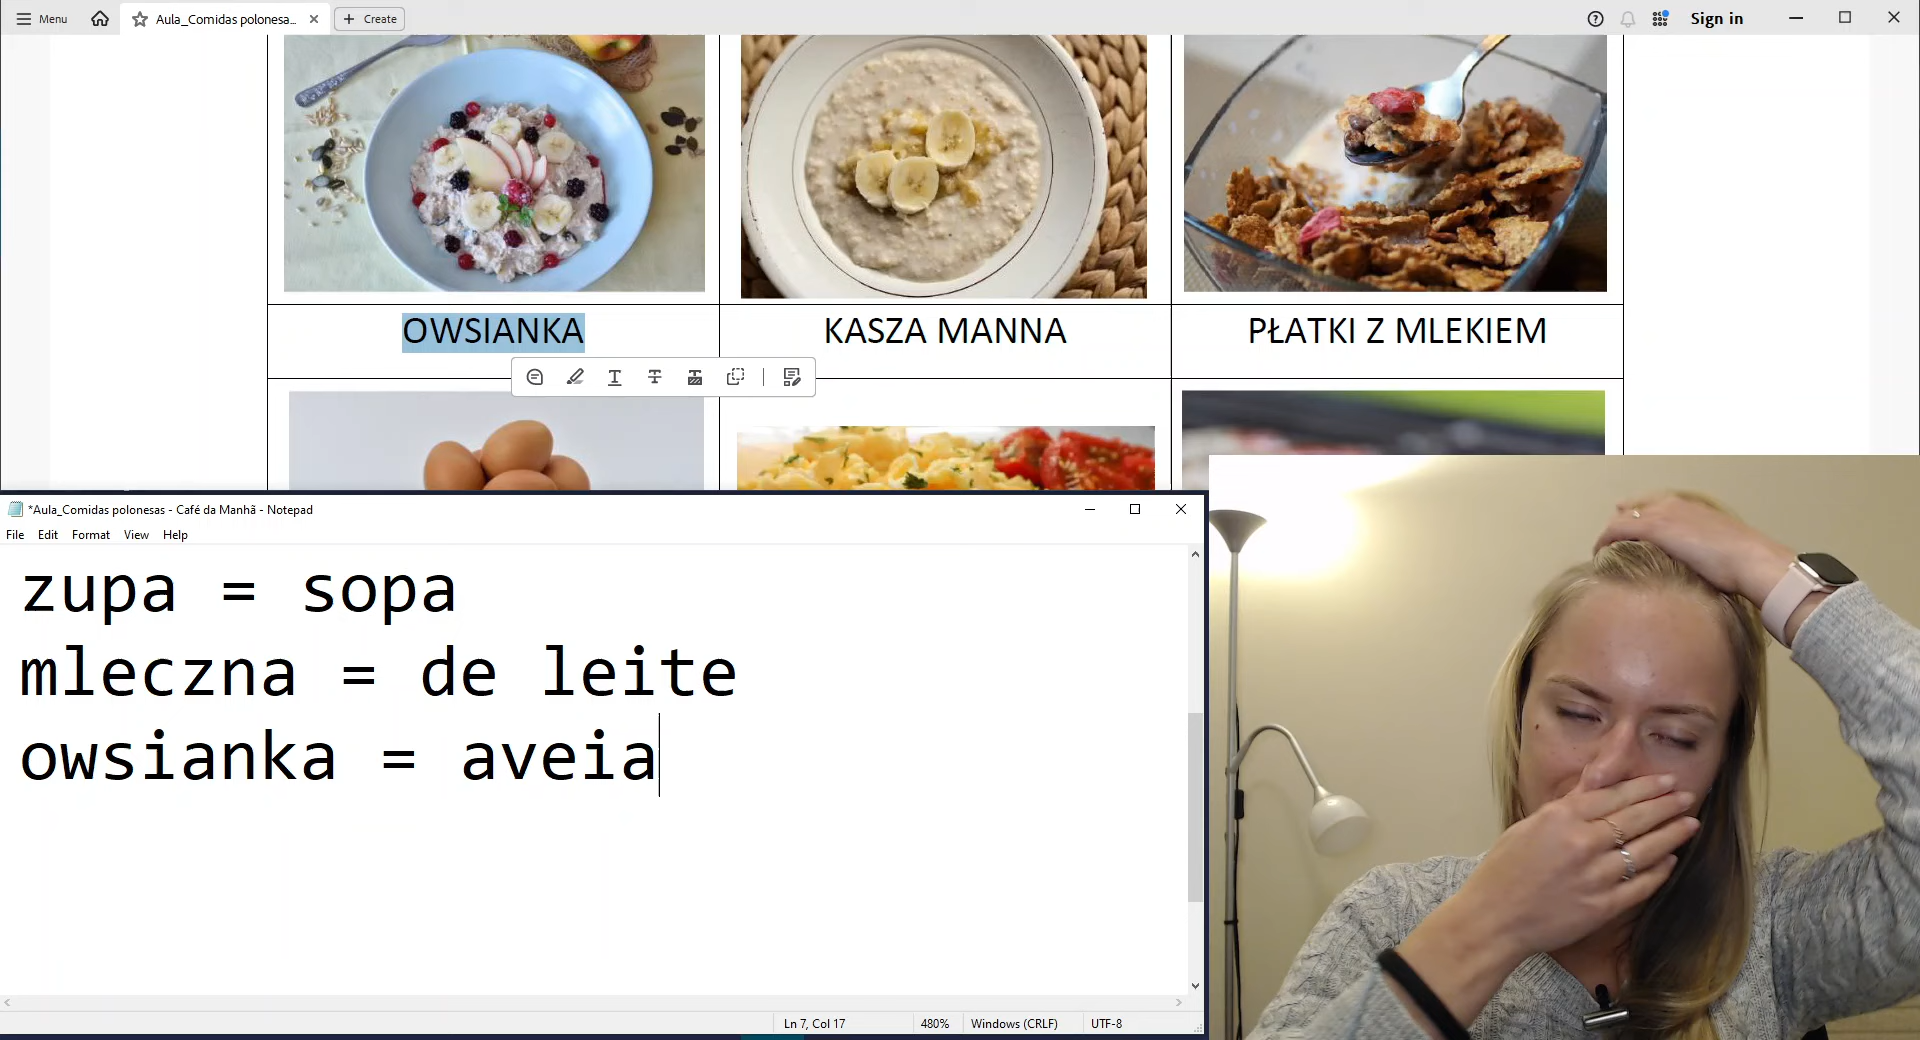 Menu
Aula_Comidas polonesa...
Create
Sign in
OWSIANKA
KASZA MANNA
PŁATKI Z MLEKIEM
*Aula_Comidas polonesas - Café da Manhã - Notepad
File Edit Format View Help
zupa = sopa
mleczna = de leite
owsianka = aveia
Ln 7, Col 17
480%
Windows (CRLF)
UTF-8